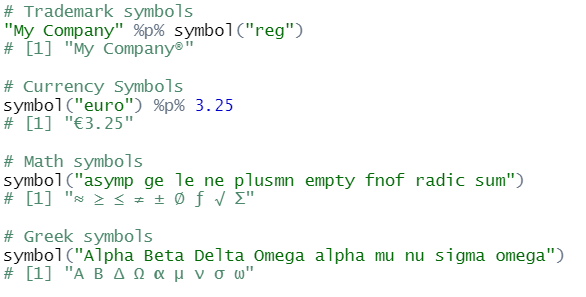 # Trademark symbols
"My Company" %p% symbol("reg")
# [1] "My Company®"
# Currency Symbols
symbol("euro") %p% 3.25
# [1] "€3.25"
# Math symbols
symbol("asymp ge le ne plusmn empty fnof radic sum")
# [1] "≈ ≥ ≤ ≠ ± Ø ƒ √ Σ"
# Greek symbols
symbol("Alpha Beta Delta Omega alpha mu nu sigma omega")
# [1] "Α Β Δ Ω α μ ν σ ω"